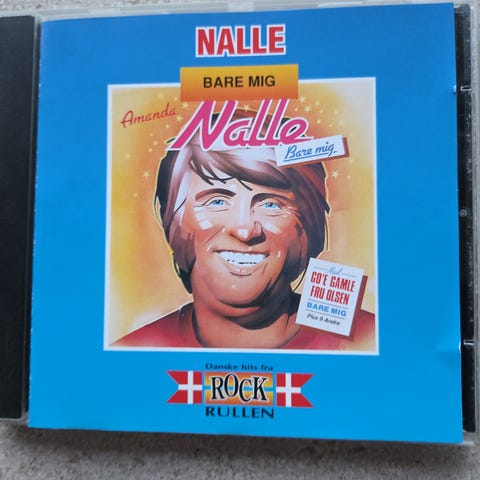 NALLE
BARE MIG
Amanda
Nalle
Bare mig
Med
GO'E GAMLE
FRU OLSEN
BARE MIG
Plus 9 Andre
Danske hits fra
ROCK
RULLEN